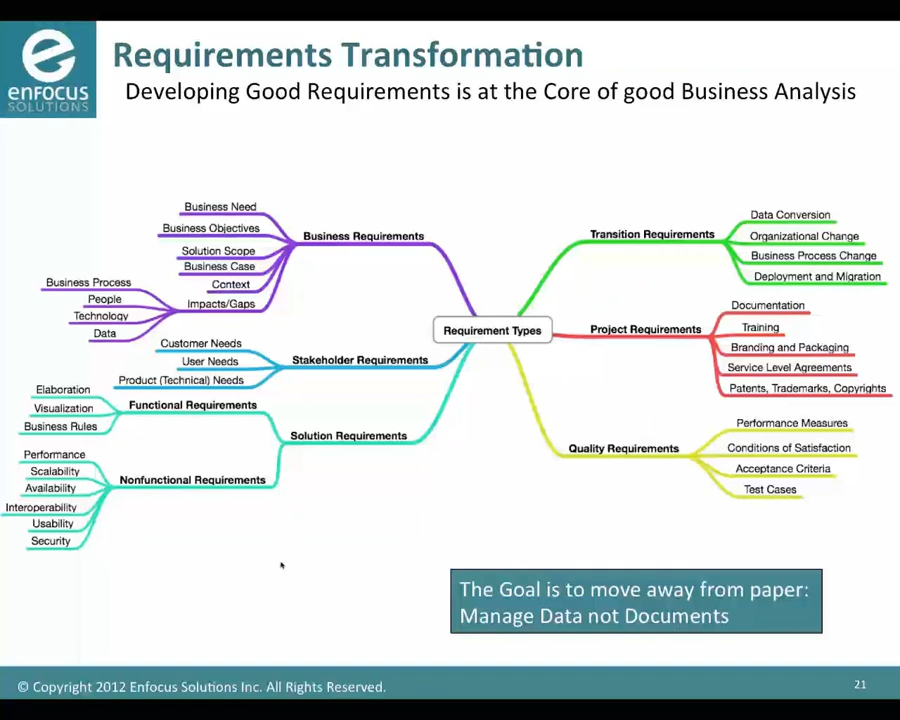 enfocus
SOLUTIONS
Requirements Transformation
Developing Good Requirements is at the Core of good Business Analysis
Requirement Types
Business Requirements
Business Need
Business Objectives
Solution Scope
Business Case
Context
Impacts/Gaps
Business Process
People
Technology
Data
Stakeholder Requirements
Customer Needs
User Needs
Product (Technical) Needs
Solution Requirements
Functional Requirements
Elaboration
Visualization
Business Rules
Nonfunctional Requirements
Performance
Scalability
Availability
Interoperability
Usability
Security
Transition Requirements
Data Conversion
Organizational Change
Business Process Change
Deployment and Migration
Project Requirements
Documentation
Training
Branding and Packaging
Service Level Agreements
Patents, Trademarks, Copyrights
Quality Requirements
Performance Measures
Conditions of Satisfaction
Acceptance Criteria
Test Cases
The Goal is to move away from paper:
Manage Data not Documents
© Copyright 2012 Enfocus Solutions Inc. All Rights Reserved.
21